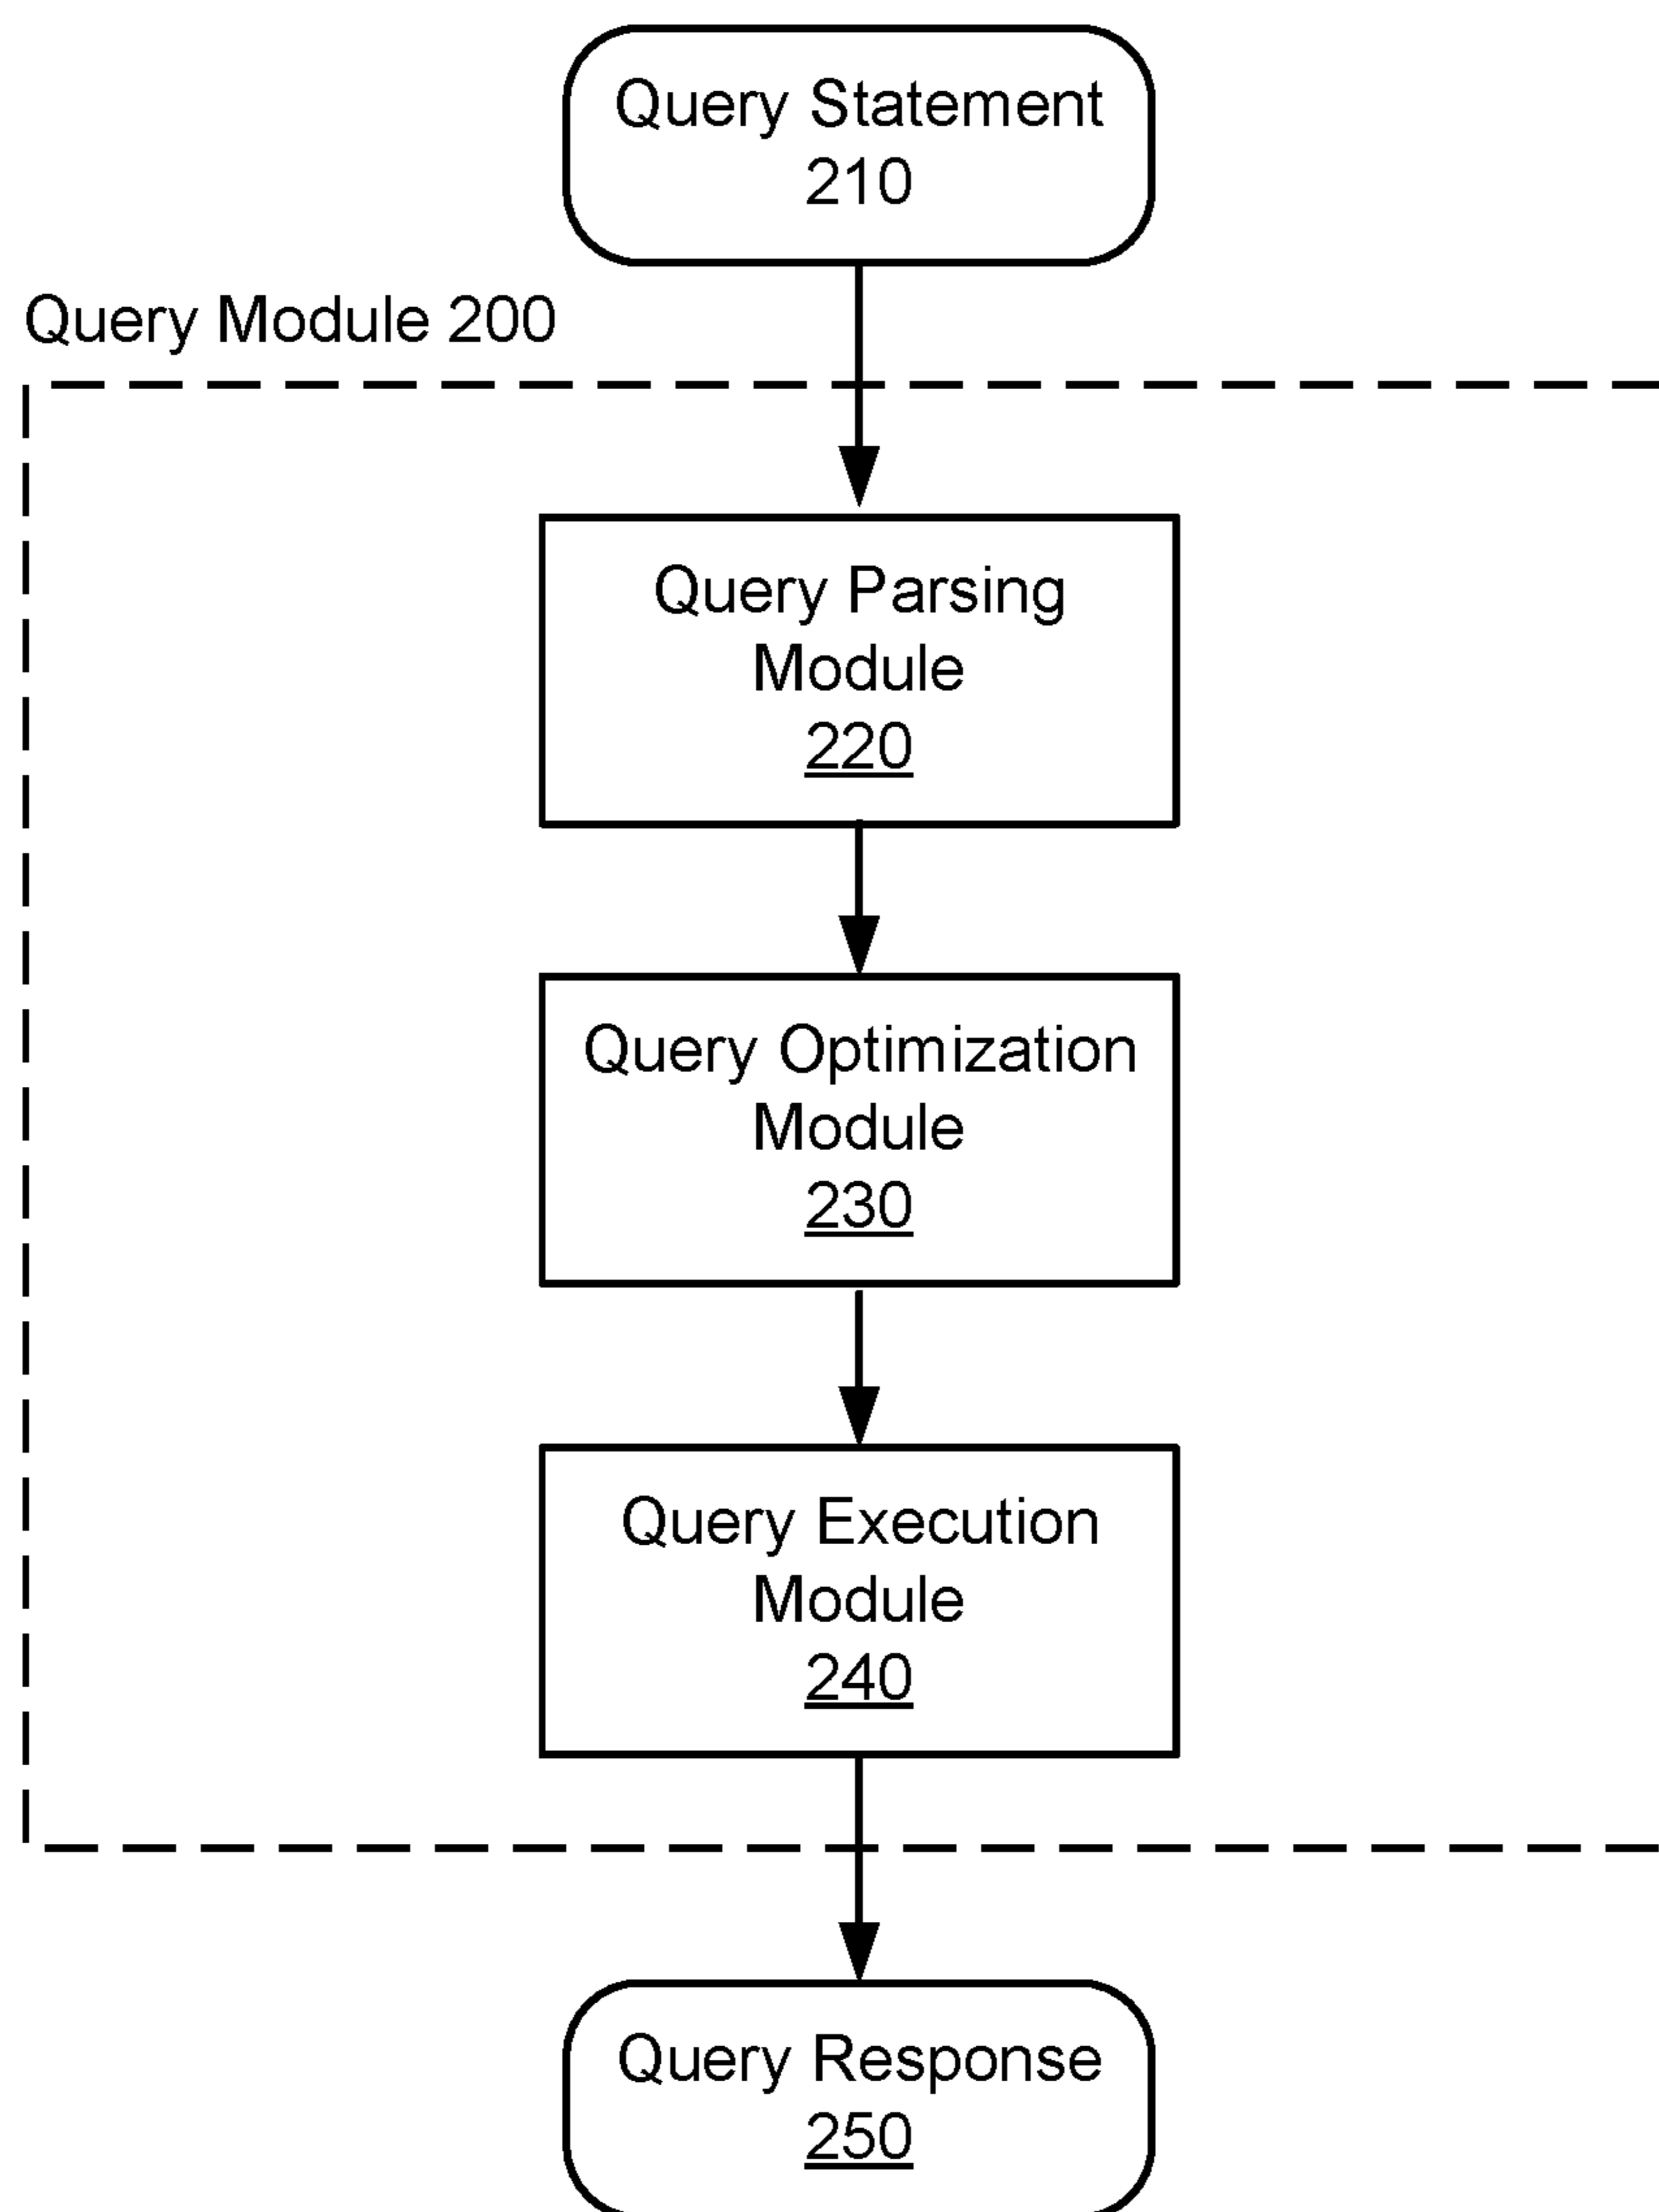 Query Statement
210
Query Module 200
Query Parsing
Module
220
Query Optimization
Module
230
Query Execution
Module
240
Query Response
250